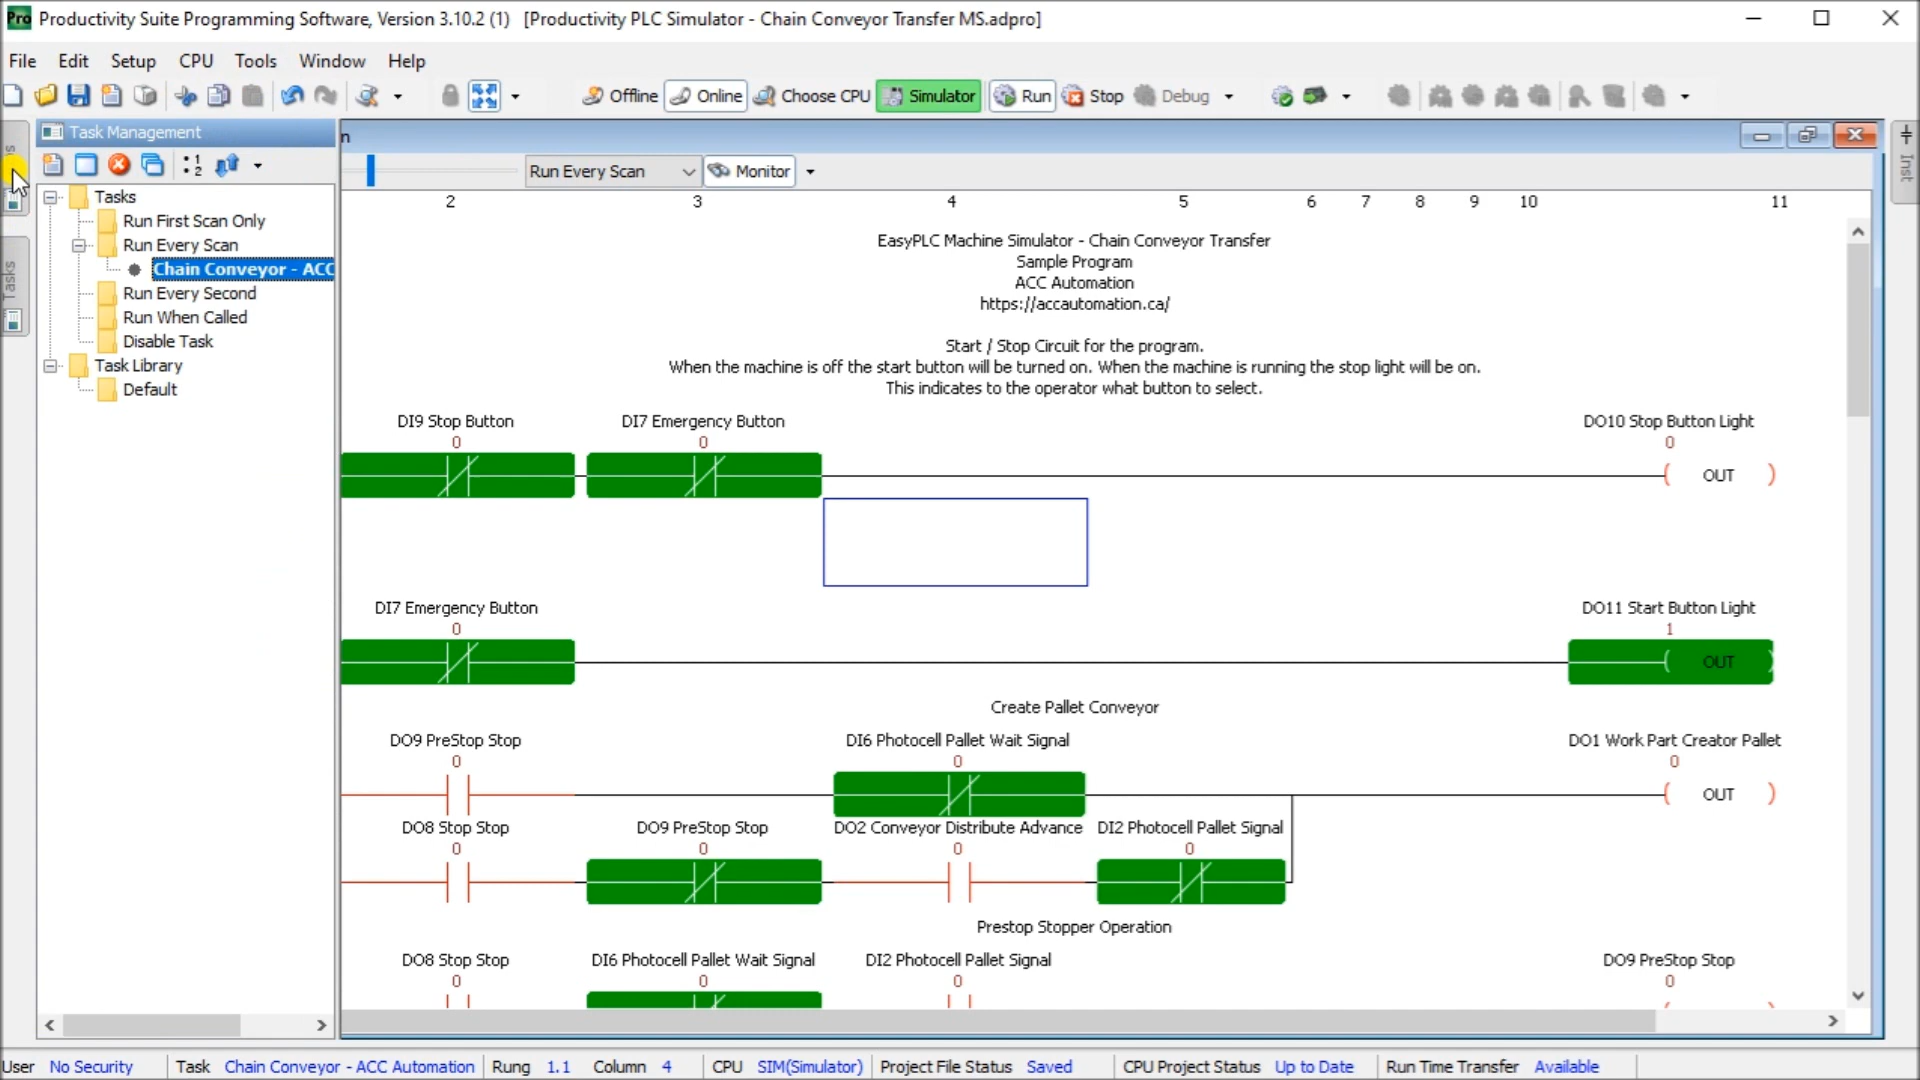 Pro Productivity Suite Programming Software, Version 3.10.2 (1) [Productivity PLC Simulator - Chain Conveyor Transfer MS.adpro]
File Edit Setup CPU Tools Window Help
Offline Online Choose CPU Simulator Run Stop Debug
Task Management
n
Run Every Scan Monitor
Tasks
Run First Scan Only
Run Every Scan
Chain Conveyor - ACC
Run Every Second
Run When Called
Disable Task
Task Library
Default
Tasks
Inst
2 3 4 5 6 7 8 9 10 11
EasyPLC Machine Simulator - Chain Conveyor Transfer
Sample Program
ACC Automation
https://accautomation.ca/
Start / Stop Circuit for the program.
When the machine is off the start button will be turned on. When the machine is running the stop light will be on.
This indicates to the operator what button to select.
DI9 Stop Button DI7 Emergency Button DO10 Stop Button Light
0 0 0
OUT
DI7 Emergency Button DO11 Start Button Light
0 1
OUT
Create Pallet Conveyor
DO9 PreStop Stop DI6 Photocell Pallet Wait Signal DO1 Work Part Creator Pallet
0 0 0
OUT
DO8 Stop Stop DO9 PreStop Stop DO2 Conveyor Distribute Advance DI2 Photocell Pallet Signal
0 0 0 0
Prestop Stopper Operation
DO8 Stop Stop DI6 Photocell Pallet Wait Signal DI2 Photocell Pallet Signal DO9 PreStop Stop
0 0 0 0
User No Security Task Chain Conveyor - ACC Automation Rung 1.1 Column 4 CPU SIM(Simulator) Project File Status Saved CPU Project Status Up to Date Run Time Transfer Available